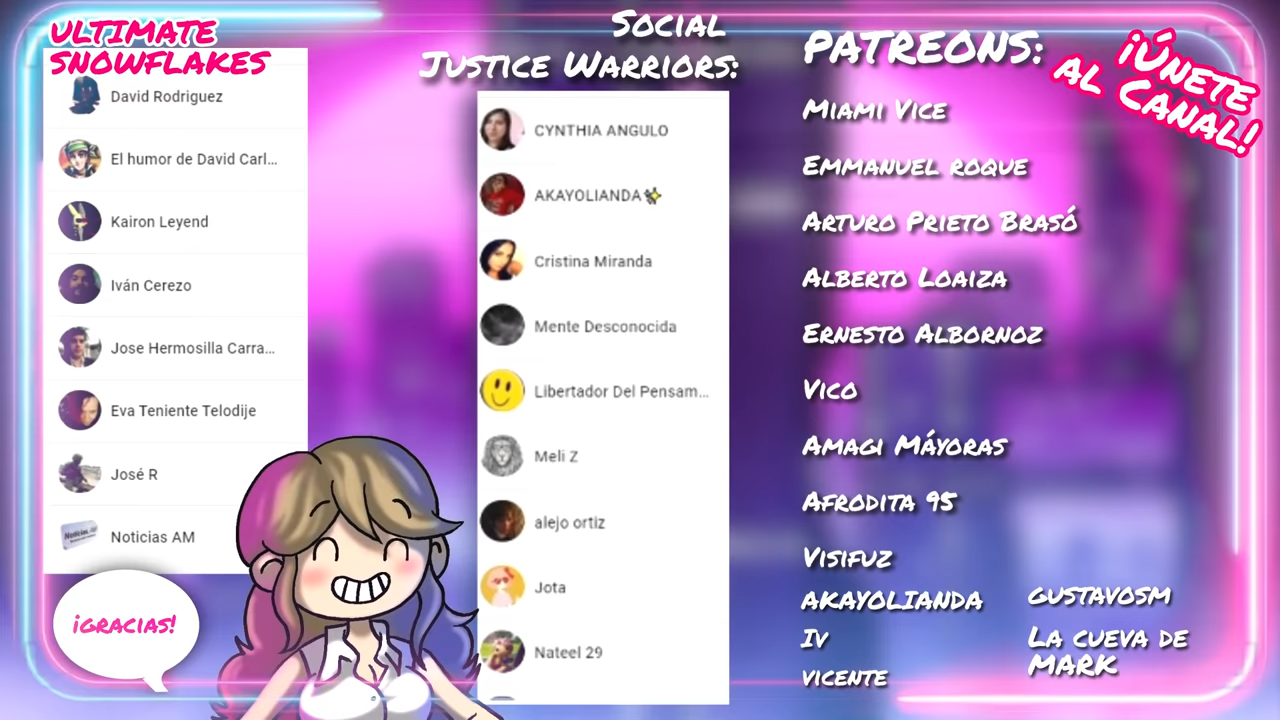 ULTIMATE
SNOWFLAKES
David Rodriguez
El humor de David Carl...
Kairon Leyend
Iván Cerezo
Jose Hermosilla Carra...
Eva Teniente Telodije
José R
Noticias AM
¡GRACIAS!
SOCIAL
JUSTICE WARRIORS:
CYNTHIA ANGULO
AKAYOLIANDA✨
Cristina Miranda
Mente Desconocida
Libertador Del Pensam...
Meli Z
alejo ortiz
Jota
Nateel 29
PATREONS:
MIAMI VICE
EMMANUEL ROQUE
ARTURO PRIETO BRASÓ
ALBERTO LOAIZA
ERNESTO ALBORNOZ
VICO
AMAGI MÁYORAS
AFRODITA 95
VISIFUZ
AKAYOLIANDA
IV
VICENTE
GUSTAVOSM
LA CUEVA DE
MARK
¡ÚNETE
AL CANAL!